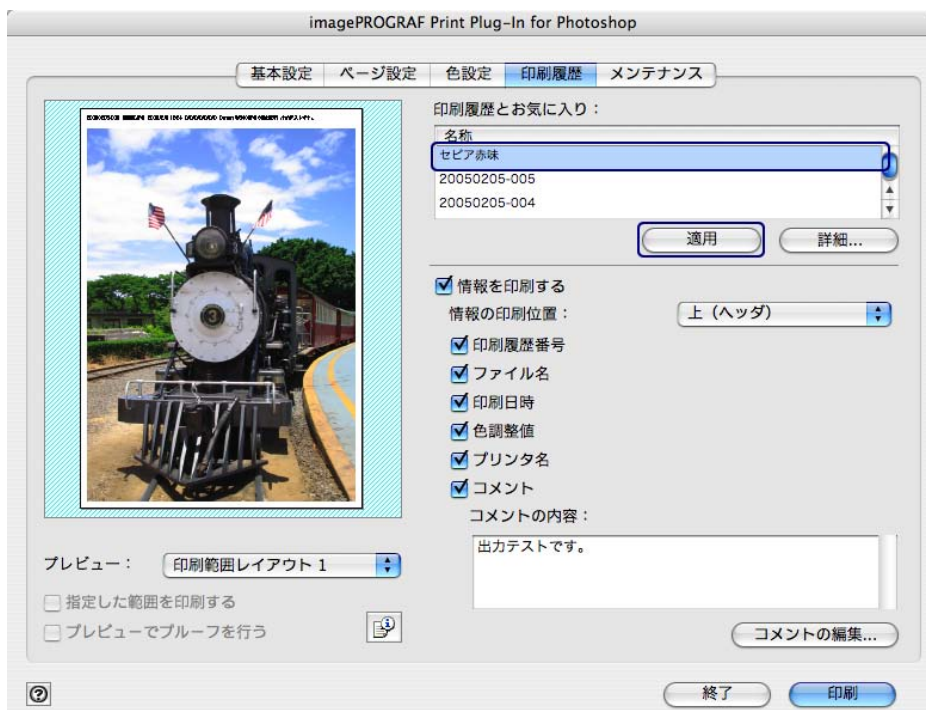 imagePROGRAF Print Plug-In for Photoshop
基本設定 ページ設定 色設定 印刷履歴 メンテナンス
印刷履歴とお気に入り：
名称
セピア赤味
20050205-005
20050205-004
適用 詳細...
情報を印刷する
情報の印刷位置： 上（ヘッダ）
印刷履歴番号
ファイル名
印刷日時
色調整値
プリンタ名
コメント
コメントの内容：
出力テストです。
コメントの編集...
3
プレビュー： 印刷範囲レイアウト 1
指定した範囲を印刷する
プレビューでプルーフを行う
終了 印刷